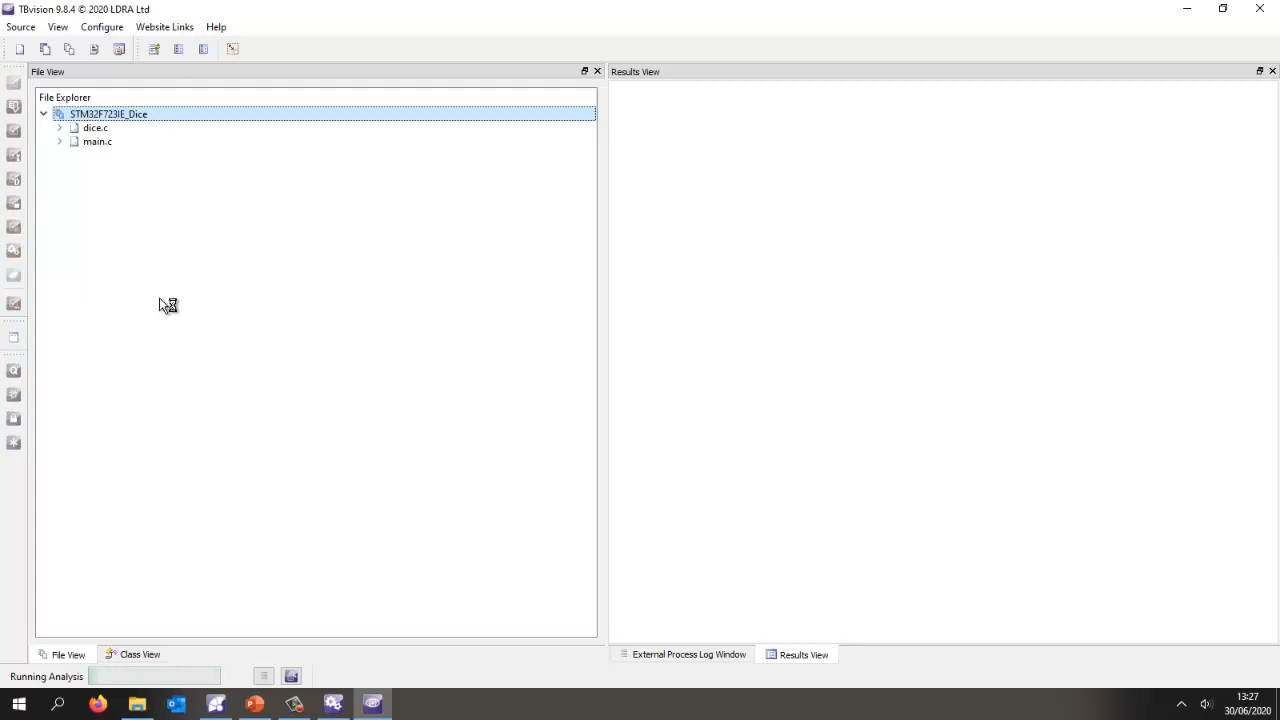 TBvision 9.8.4 © 2020 LDRA Ltd
Source View Configure Website Links Help
File View
Results View
File Explorer
STM32F723IE_Dice
dice.c
main.c
File View
Class View
External Process Log Window
Results View
Running Analysis
13:27
30/06/2020